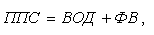 ППС = ВОД + ФВ,